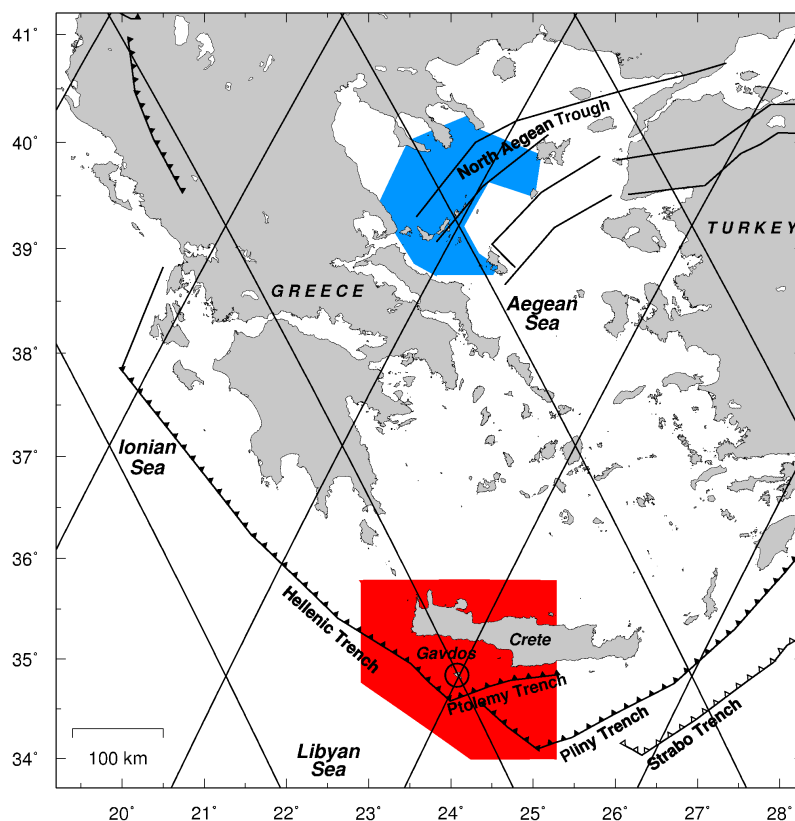 41°
40°
39°
38°
37°
36°
35°
34°
North Aegean Trough
TURKEY
GREECE
Aegean
Sea
Ionian
Sea
Hellenic Trench
Crete
Gavdos
Ptolemy Trench
Pliny Trench
Strabo Trench
Libyan
Sea
100 km
20°
21°
22°
23°
24°
25°
26°
27°
28°